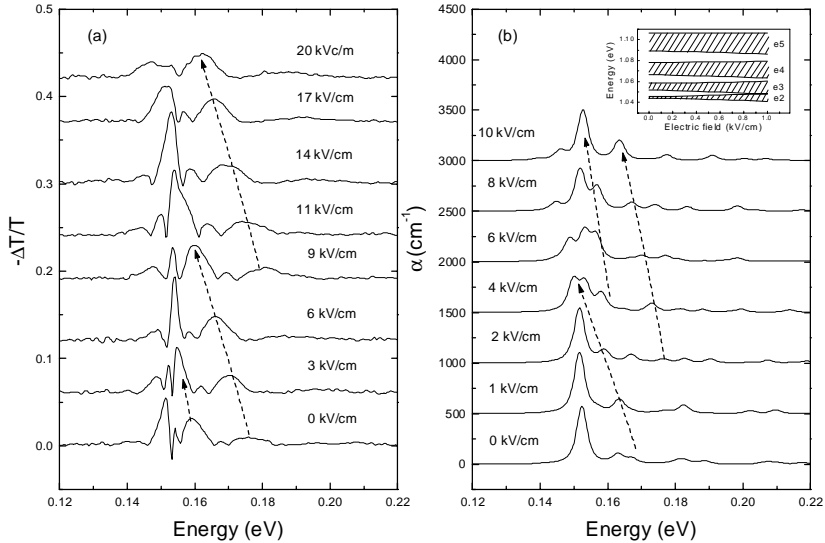 (a)
20 kVc/m
17 kV/cm
14 kV/cm
11 kV/cm
9 kV/cm
6 kV/cm
3 kV/cm
0 kV/cm
0.5
0.4
0.3
0.2
0.1
0.0
-ΔT/T
0.12 0.14 0.16 0.18 0.20 0.22
Energy (eV)
(b)
10 kV/cm
8 kV/cm
6 kV/cm
4 kV/cm
2 kV/cm
1 kV/cm
0 kV/cm
4500
4000
3500
3000
2500
2000
1500
1000
500
0
α (cm⁻¹)
0.12 0.14 0.16 0.18 0.20 0.22
Energy (eV)
1.10
1.08
1.06
1.04
Energy (eV)
e5
e4
e3
e2
0.0 0.2 0.4 0.6 0.8 1.0
Electric field (kV/cm)